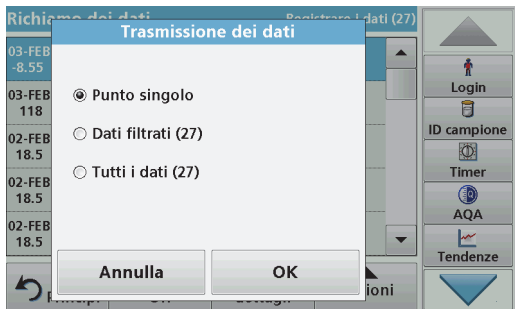 Richiamo dei dati
Registrare i dati (27)
Trasmissione dei dati
03-FEB
-8.55
03-FEB
118
02-FEB
18.5
02-FEB
18.5
02-FEB
18.5
Punto singolo
Dati filtrati (27)
Tutti i dati (27)
Annulla
OK
Login
ID campione
Timer
AQA
Tendenze